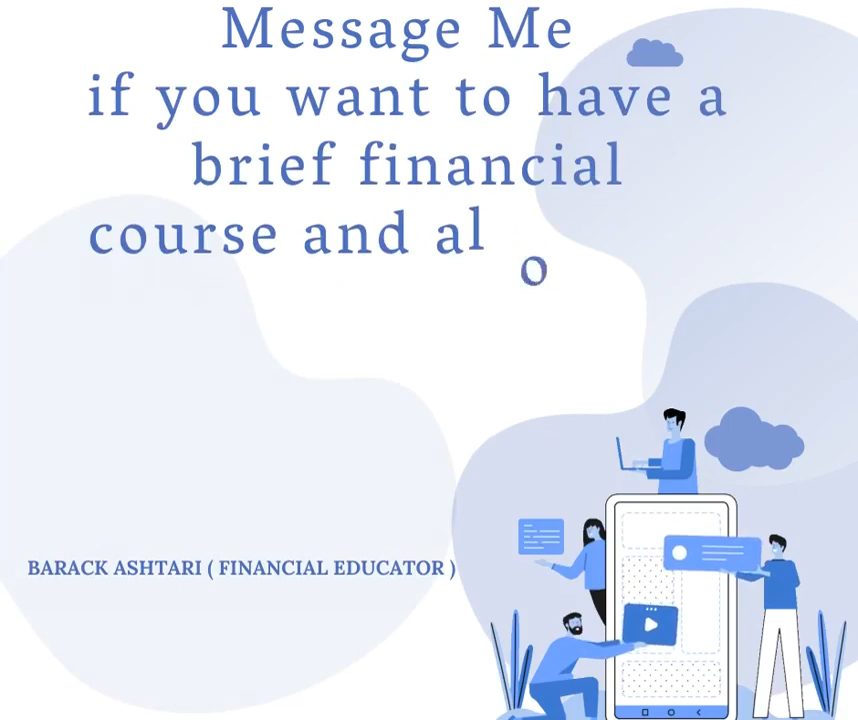 Message Me
if you want to have a
brief financial
course and al o
BARACK ASHTARI ( FINANCIAL EDUCATOR )